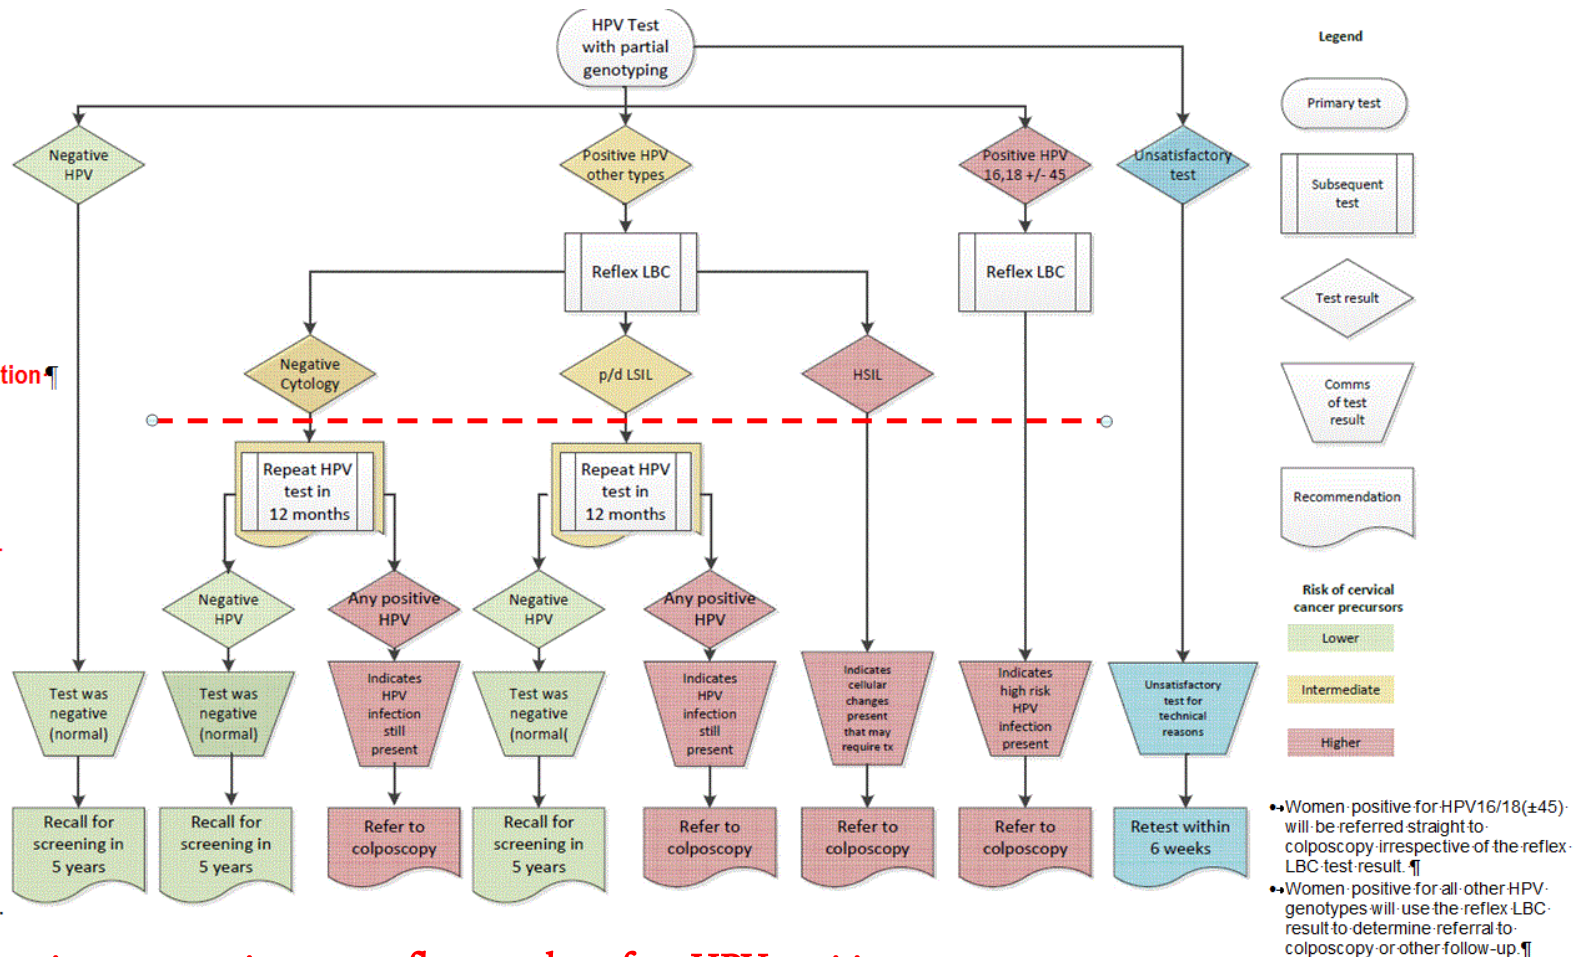 HPV Test
with partial
genotyping
Negative
HPV
Positive HPV
other types
Positive HPV
16,18 +/- 45
Unsatisfactory
test
Reflex LBC
Reflex LBC
Negative
Cytology
p/d LSIL
HSIL
tion¶
Repeat HPV
test in
12 months
Repeat HPV
test in
12 months
Negative
HPV
Any positive
HPV
Negative
HPV
Any positive
HPV
Test was
negative
(normal)
Test was
negative
(normal)
Indicates
HPV
infection
still
present
Test was
negative
(normal(
Indicates
HPV
infection
still
present
Indicates
cellular
changes
present
that may
require tx
Indicates
high risk
HPV
infection
present
Unsatisfactory
test for
technical
reasons
Recall for
screening in
5 years
Recall for
screening in
5 years
Refer to
colposcopy
Recall for
screening in
5 years
Refer to
colposcopy
Refer to
colposcopy
Refer to
colposcopy
Retest within
6 weeks
Legend
Primary test
Subsequent
test
Test result
Comms
of test
result
Recommendation
Risk of cervical
cancer precursors
Lower
Intermediate
Higher
•→Women·positive·for·HPV16/18(±45)·
will·be·referred·straight·to·
colposcopy·irrespective·of·the·reflex·
LBC·test·result.·¶
•→Women·positive·for·all·other·HPV·
genotypes·will·use·the·reflex·LBC·
result·to·determine·referral·to·
colposcopy·or·other·follow-up.¶